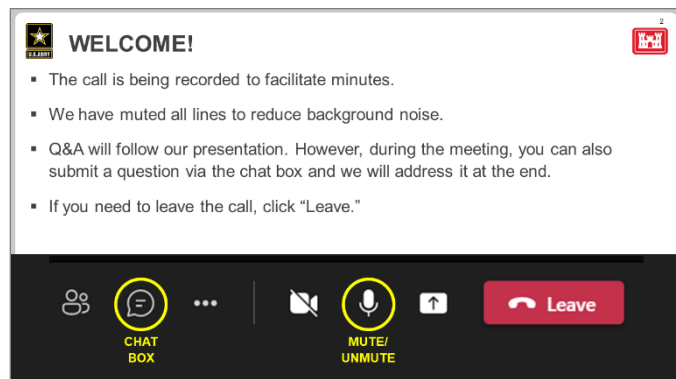 2
U.S.ARMY
WELCOME!
▪ The call is being recorded to facilitate minutes.
▪ We have muted all lines to reduce background noise.
▪ Q&A will follow our presentation. However, during the meeting, you can also
submit a question via the chat box and we will address it at the end.
▪ If you need to leave the call, click “Leave.”
Leave
CHAT
BOX
MUTE/
UNMUTE